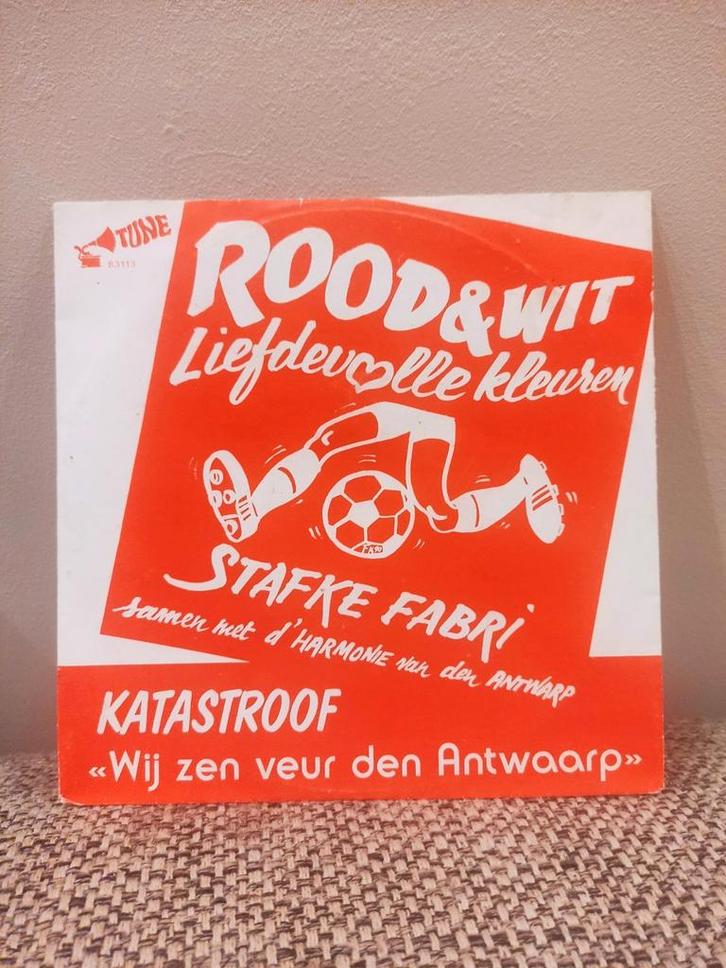 TUNE
83113
ROOD & WIT
Liefdevolle kleuren
STAFKE FABRI
samen met d'HARMONIE van den ANTWARP
KATASTROOF
«Wij zen veur den Antwaarp»